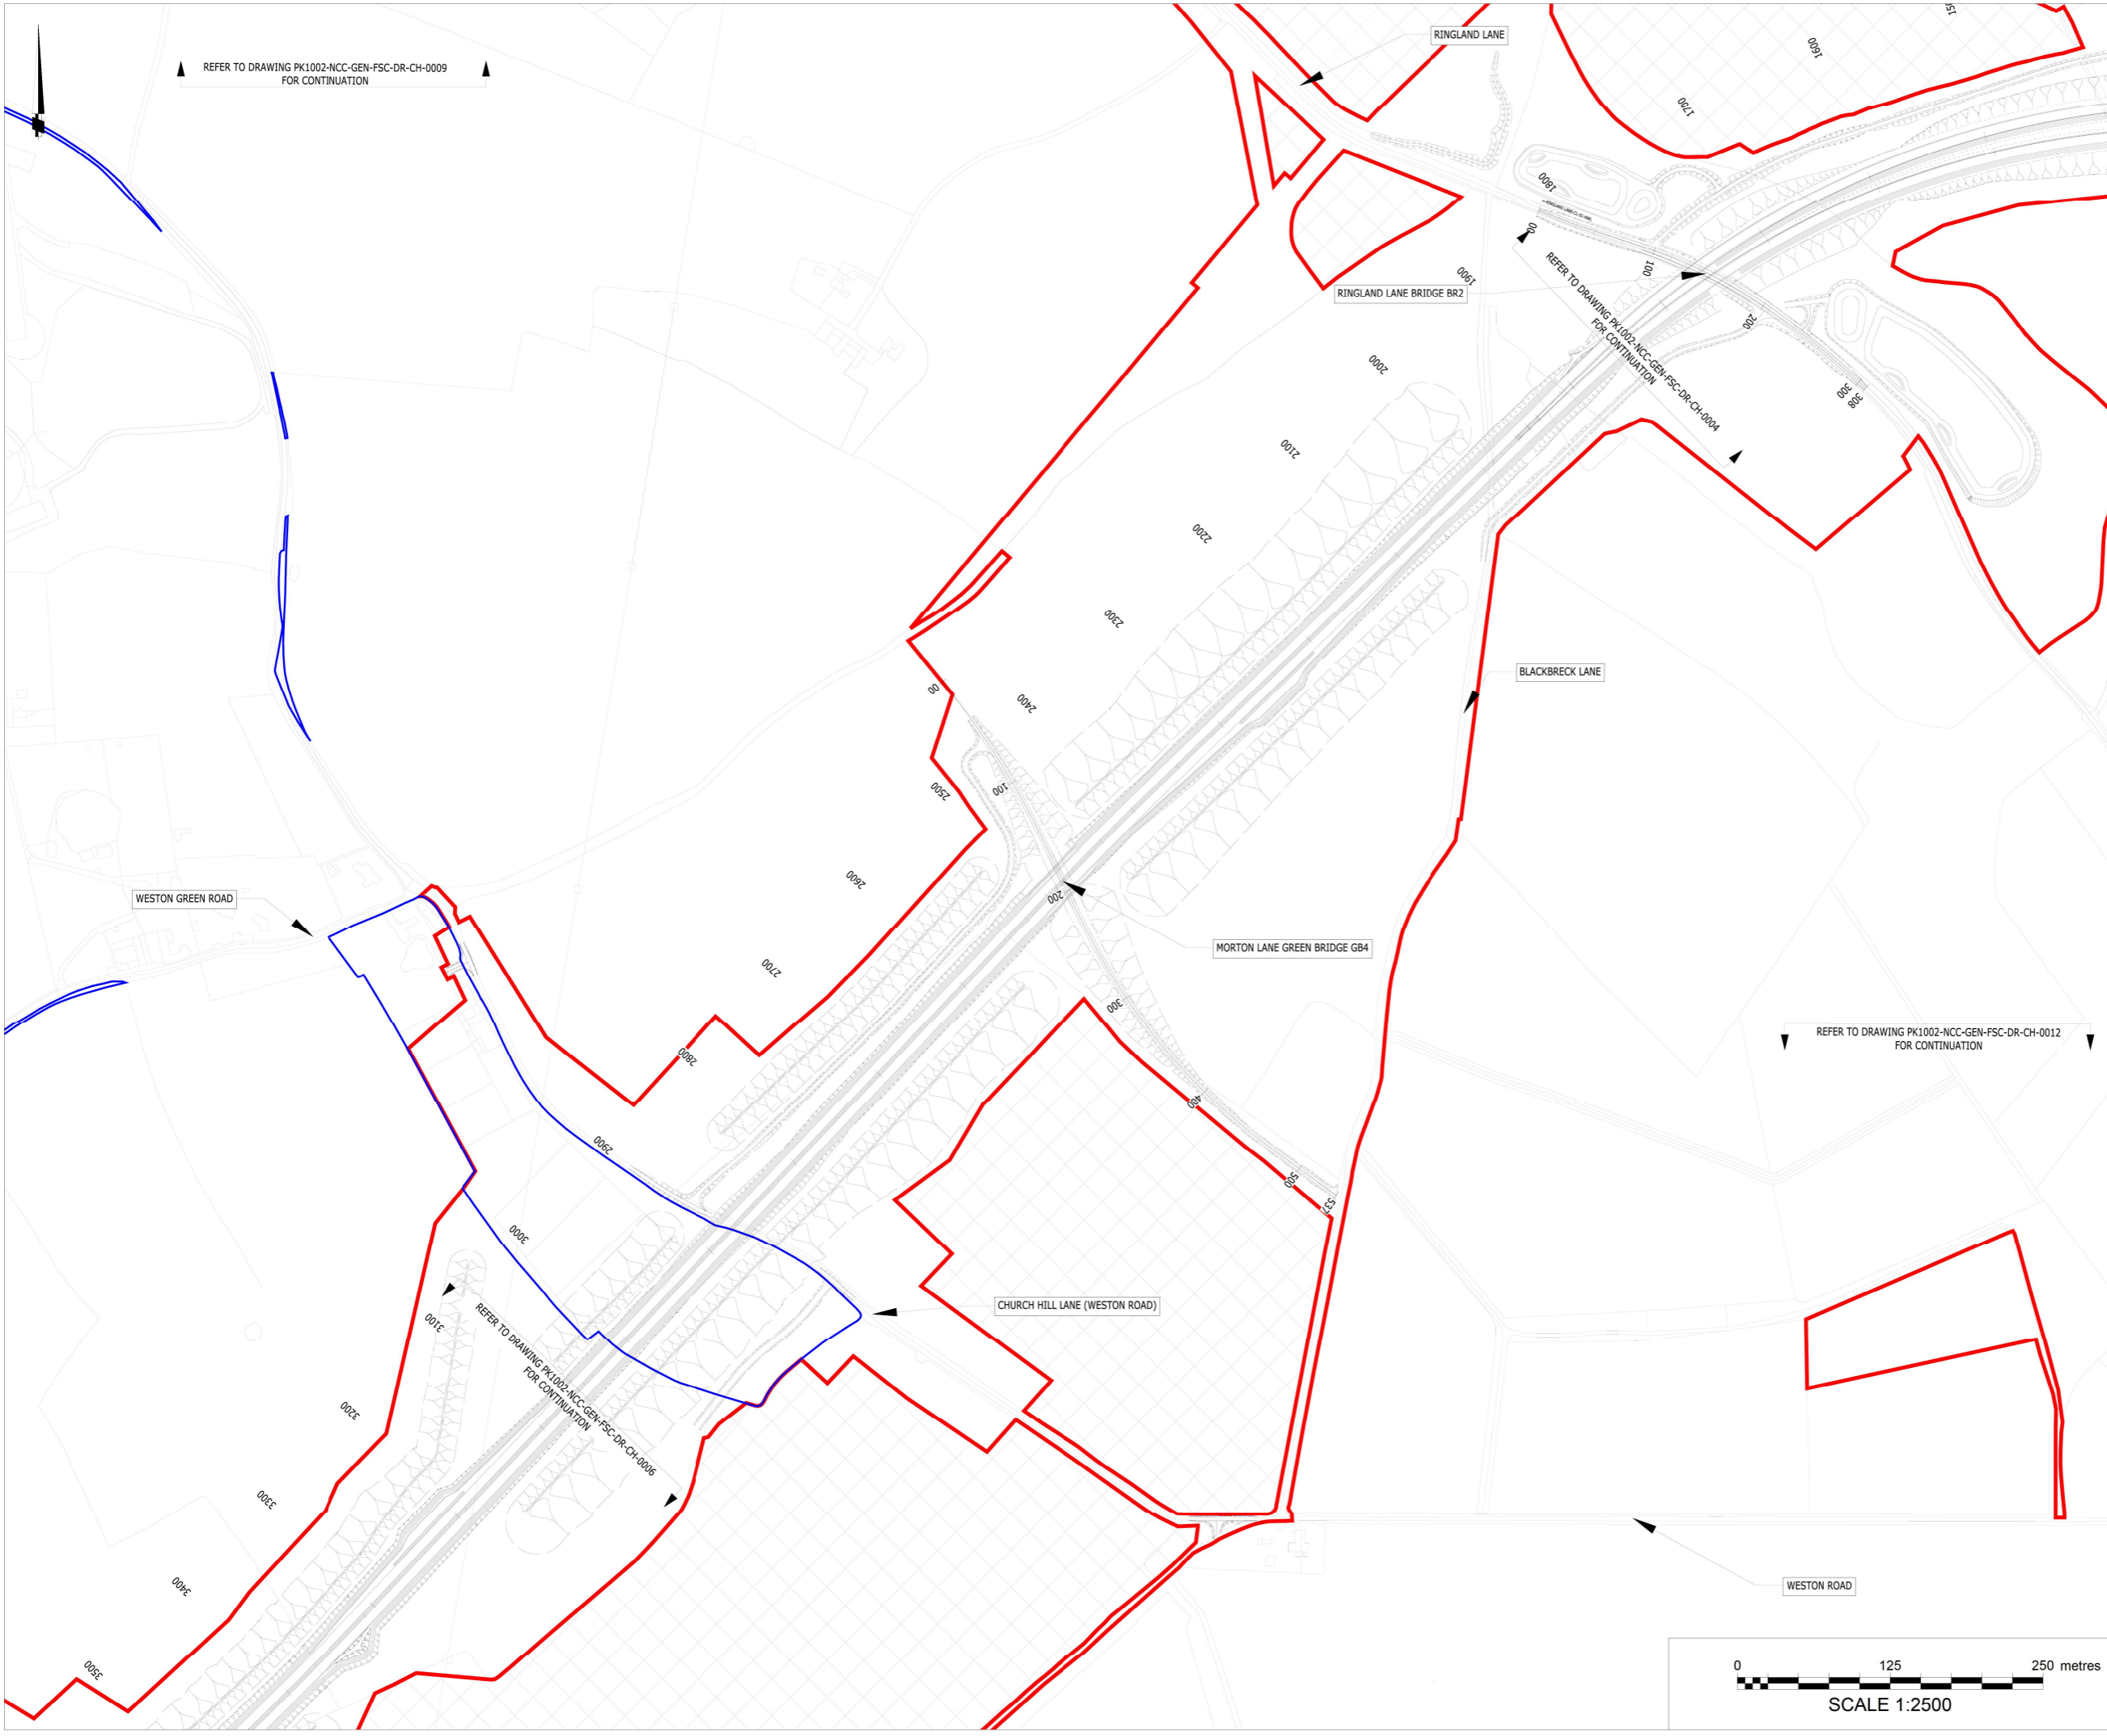 RINGLAND LANE
REFER TO DRAWING PK1002-NCC-GEN-FSC-DR-CH-0009
FOR CONTINUATION
1600
1700
1800
00
REFER TO DRAWING PK1002-NCC-GEN-FSC-DR-CH-0004
FOR CONTINUATION
100
1900
RINGLAND LANE BRIDGE BR2
200
300
308
2000
2100
2200
2300
2400
BLACKBRECK LANE
00
100
2500
2600
WESTON GREEN ROAD
200
MORTON LANE GREEN BRIDGE GB4
2700
300
REFER TO DRAWING PK1002-NCC-GEN-FSC-DR-CH-0012
FOR CONTINUATION
2800
400
2900
500
537
3000
CHURCH HILL LANE (WESTON ROAD)
3100
REFER TO DRAWING PK1002-NCC-GEN-FSC-DR-CH-0006
FOR CONTINUATION
3200
3300
3400
WESTON ROAD
3500
0 125 250 metres
SCALE 1:2500